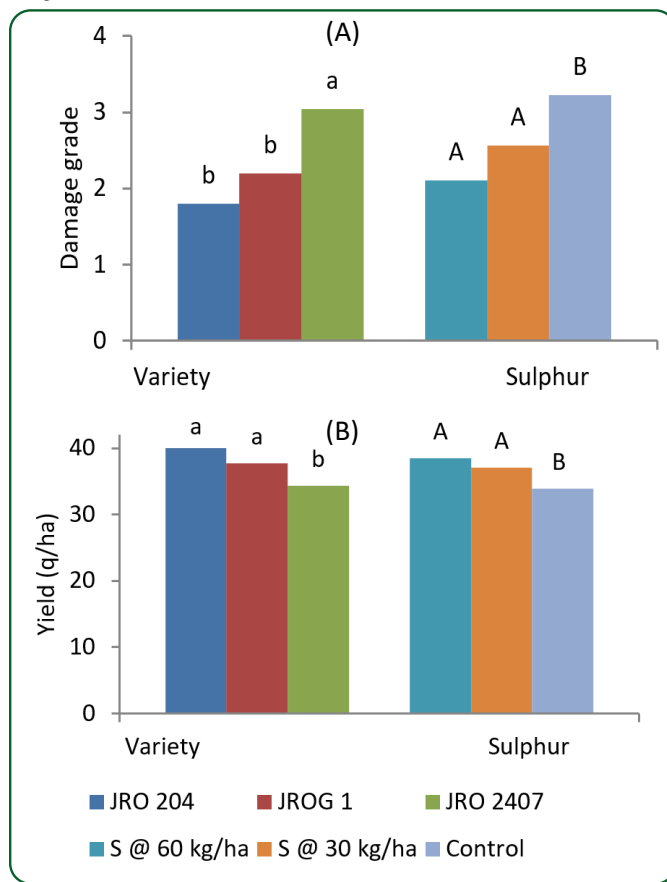 (A)
4
3
2
1
0
Damage grade
b b a A A B
Variety Sulphur
(B)
40
30
20
10
0
Yield (q/ha)
a a b A A B
Variety Sulphur
JRO 204 JROG 1 JRO 2407
S @ 60 kg/ha S @ 30 kg/ha Control